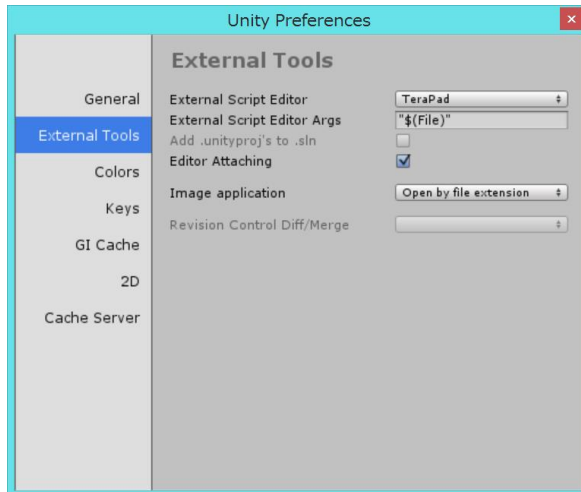 Unity Preferences
External Tools
General
External Tools
Colors
Keys
GI Cache
2D
Cache Server
External Script Editor TeraPad
External Script Editor Args "$(File)"
Add .unityproj's to .sln
Editor Attaching
Image application Open by file extension
Revision Control Diff/Merge